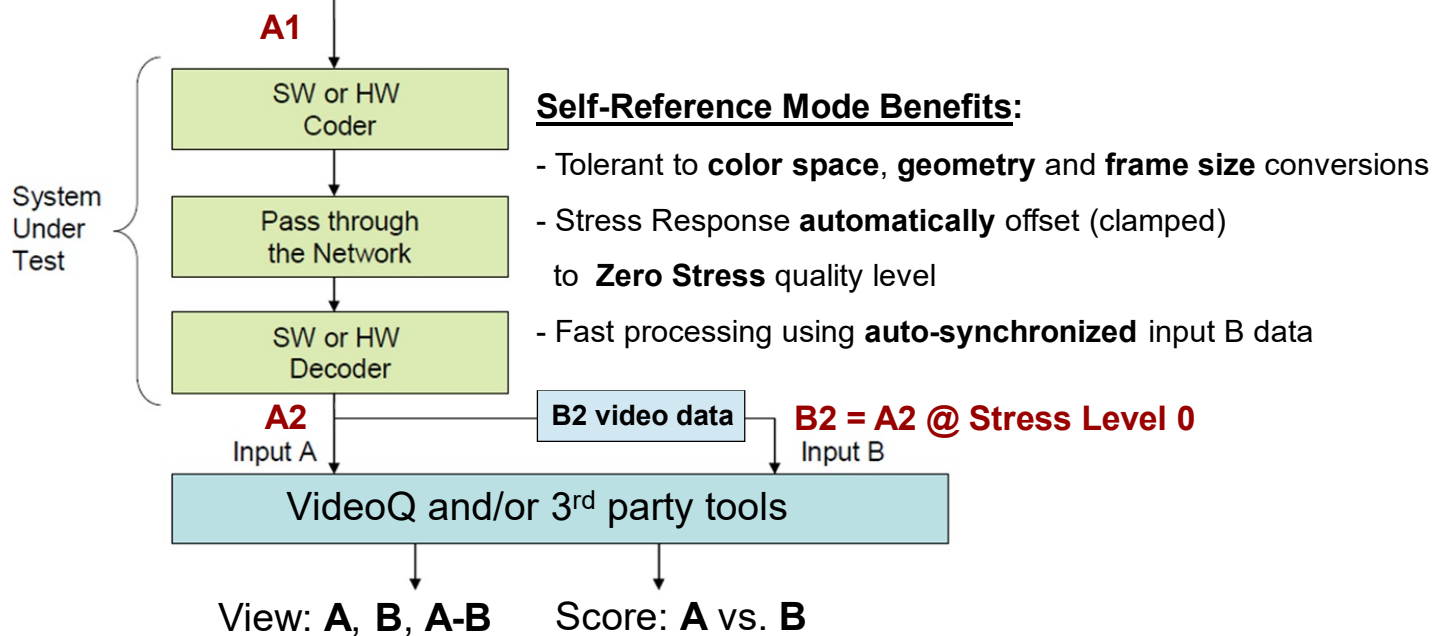 A1
SW or HW
Coder
System
Under
Test
Pass through
the Network
SW or HW
Decoder
Self-Reference Mode Benefits:
- Tolerant to color space, geometry and frame size conversions
- Stress Response automatically offset (clamped)
to Zero Stress quality level
- Fast processing using auto-synchronized input B data
A2
B2 video data
B2 = A2 @ Stress Level 0
Input A
Input B
VideoQ and/or 3rd party tools
View: A, B, A-B
Score: A vs. B